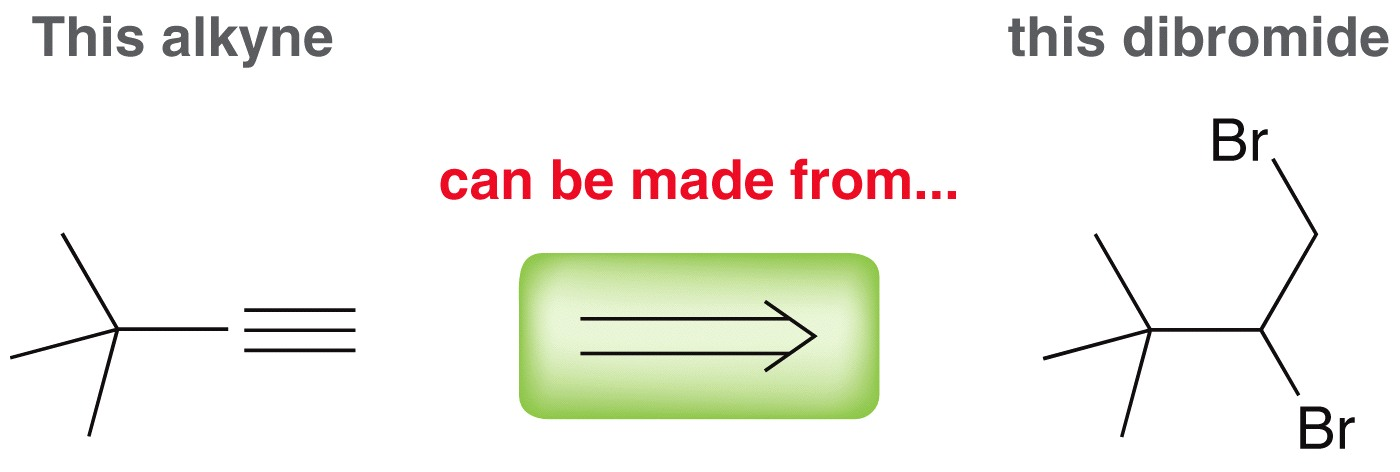 This alkyne
this dibromide
can be made from...
Br
Br